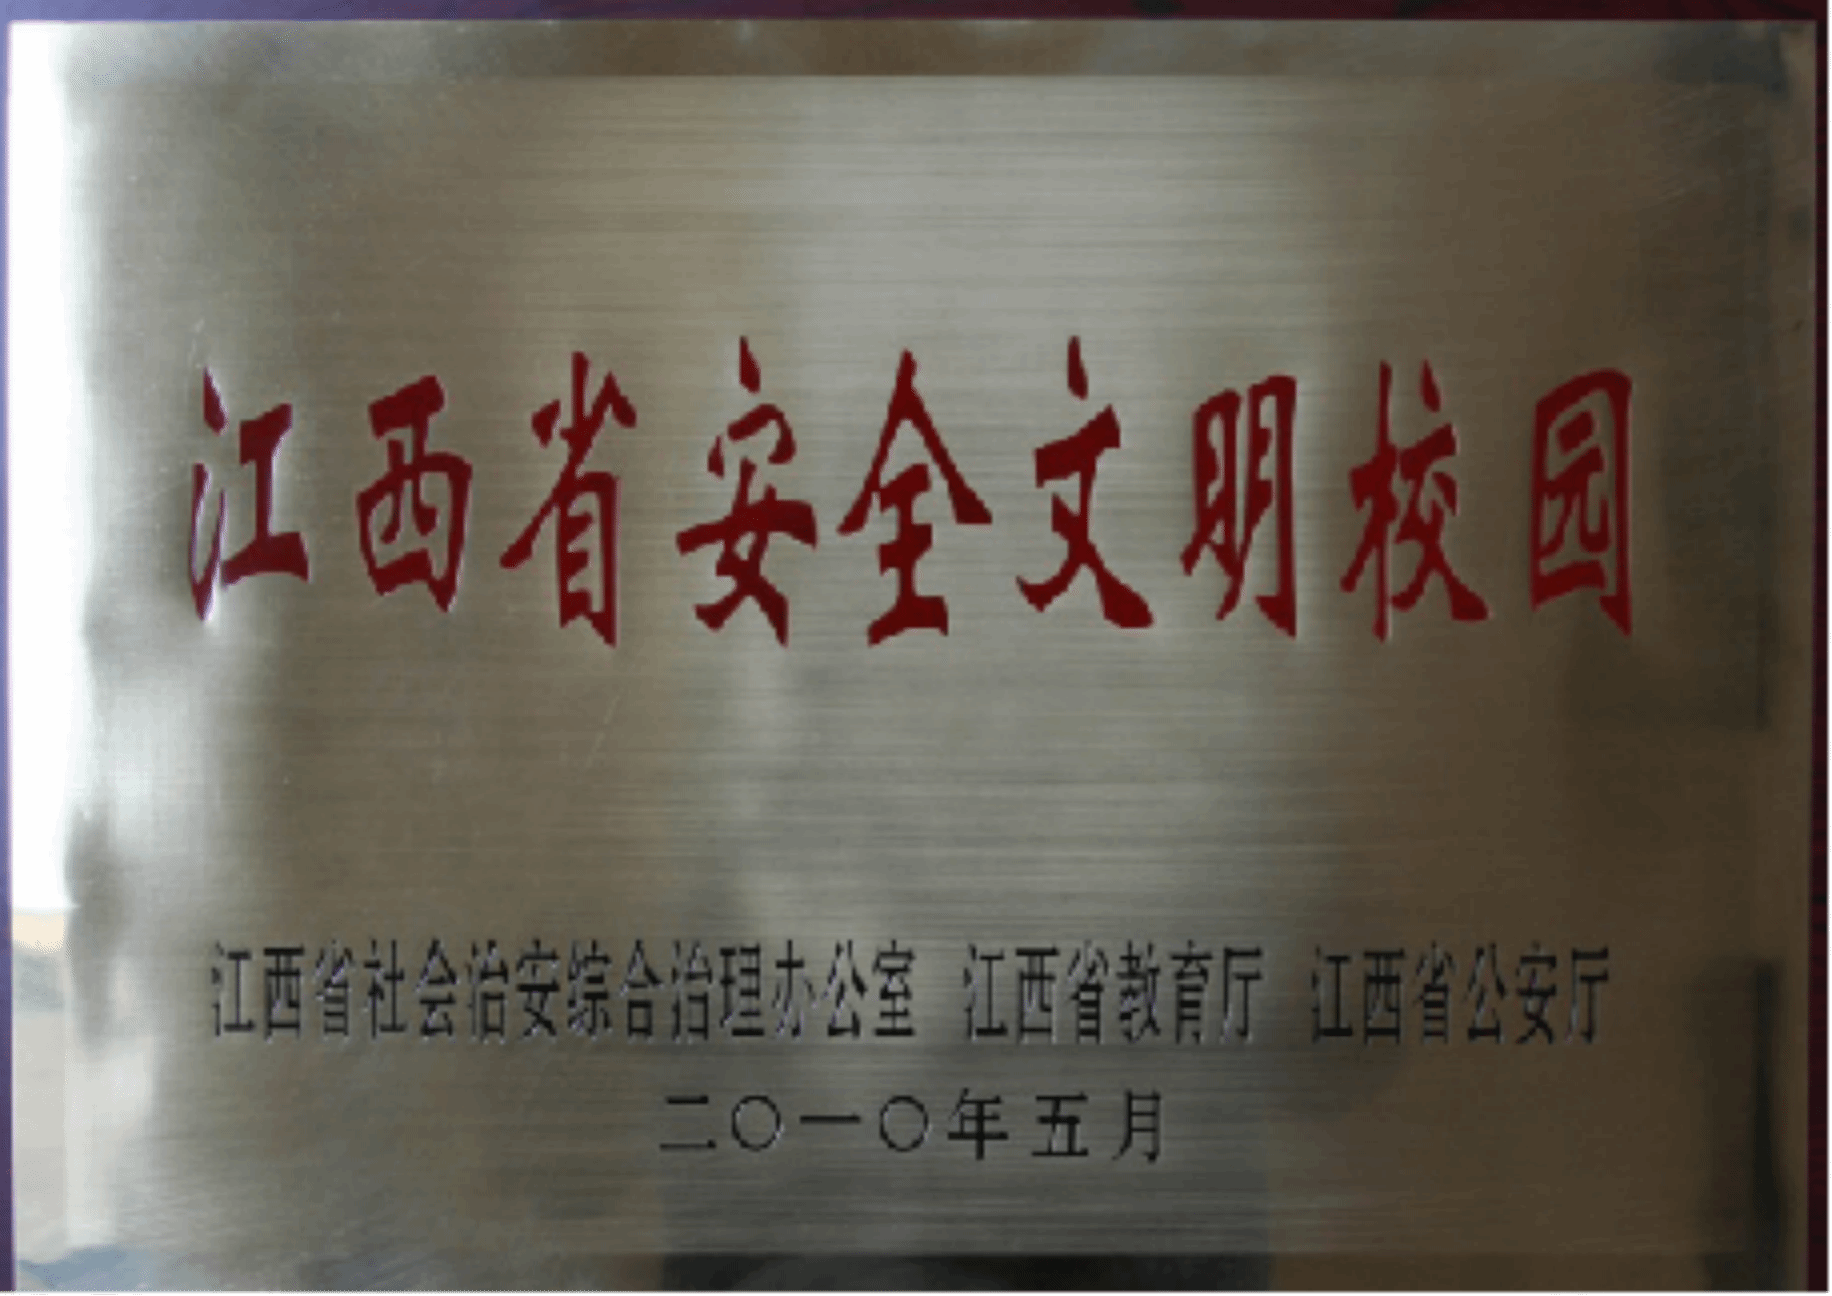 江西省安全文明校园
江西省社会治安综合治理办公室 江西省教育厅 江西省公安厅
二〇一〇年五月